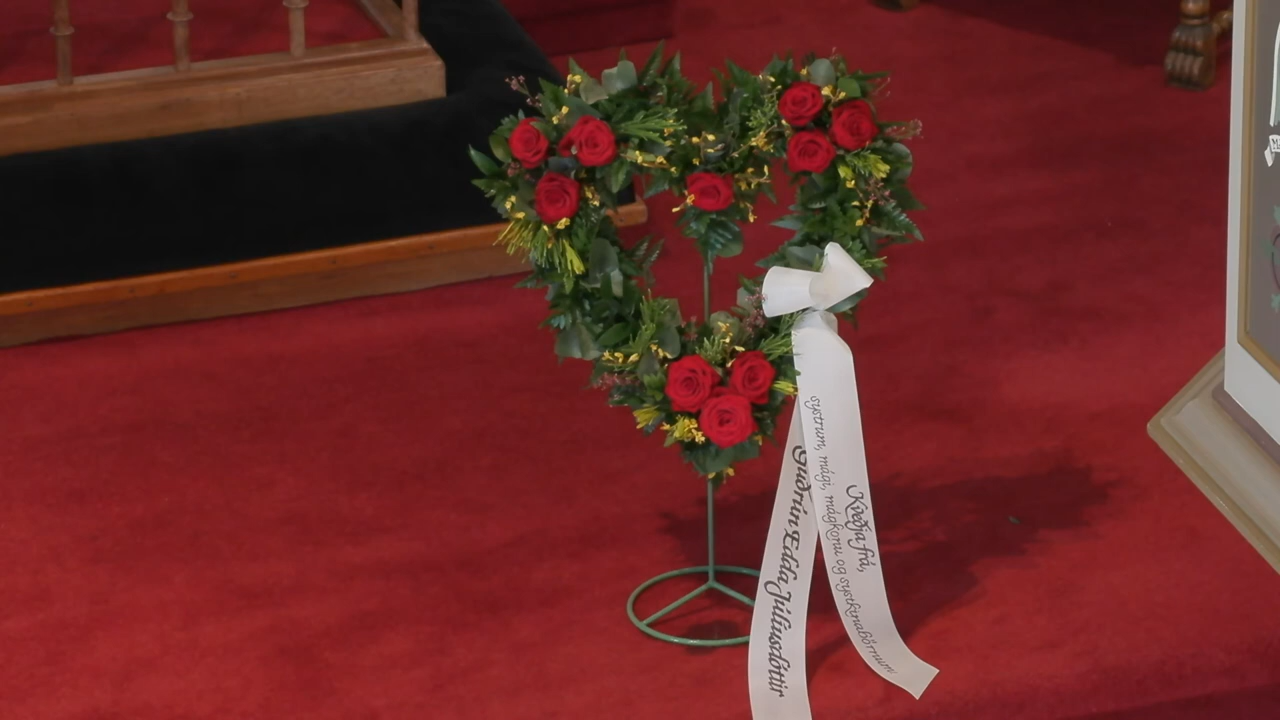 Guðrún Edda Júlíusdóttir
Kveðja frá,
systrum, mági, mágkonu og systkinabörnum